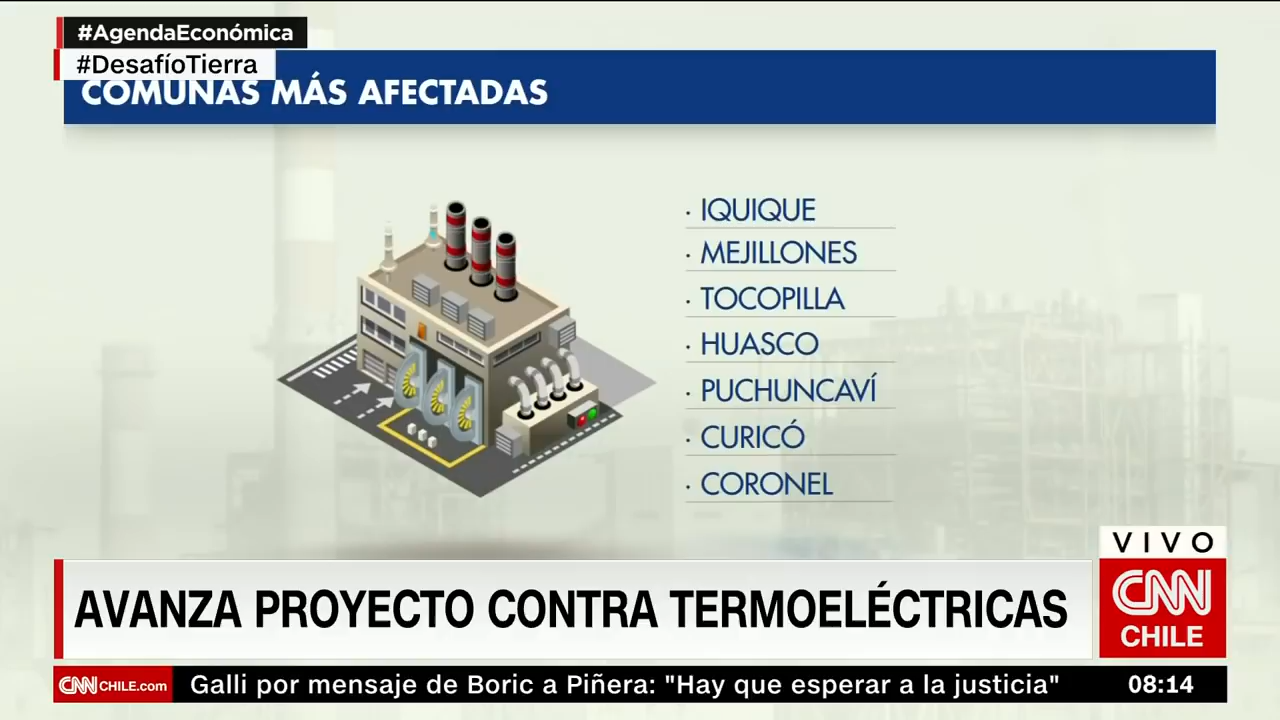 #AgendaEconómica
#DesafíoTierra
COMUNAS MÁS AFECTADAS
· IQUIQUE
· MEJILLONES
· TOCOPILLA
· HUASCO
· PUCHUNCAVÍ
· CURICÓ
· CORONEL
VIVO
AVANZA PROYECTO CONTRA TERMOELÉCTRICAS
CNN
CHILE
CNNCHILE.com Galli por mensaje de Boric a Piñera: "Hay que esperar a la justicia" 08:14